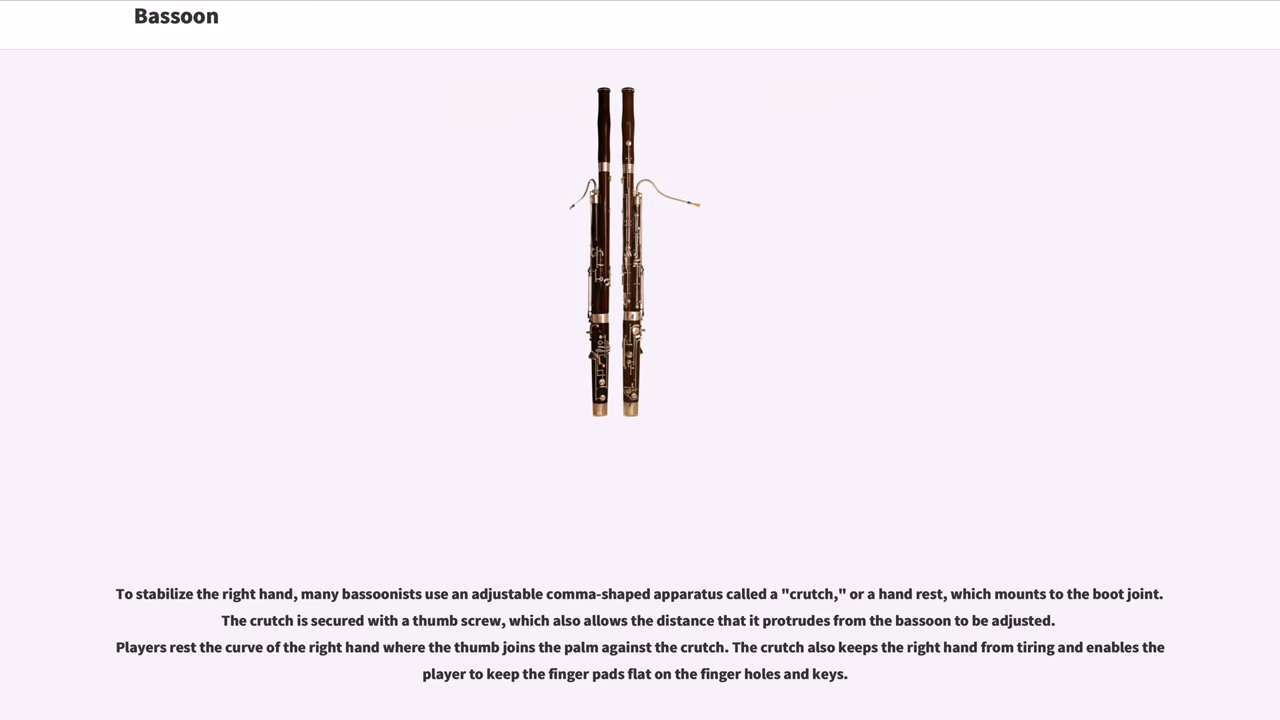 Bassoon
To stabilize the right hand, many bassoonists use an adjustable comma-shaped apparatus called a "crutch," or a hand rest, which mounts to the boot joint.
The crutch is secured with a thumb screw, which also allows the distance that it protrudes from the bassoon to be adjusted.
Players rest the curve of the right hand where the thumb joins the palm against the crutch. The crutch also keeps the right hand from tiring and enables the
player to keep the finger pads flat on the finger holes and keys.